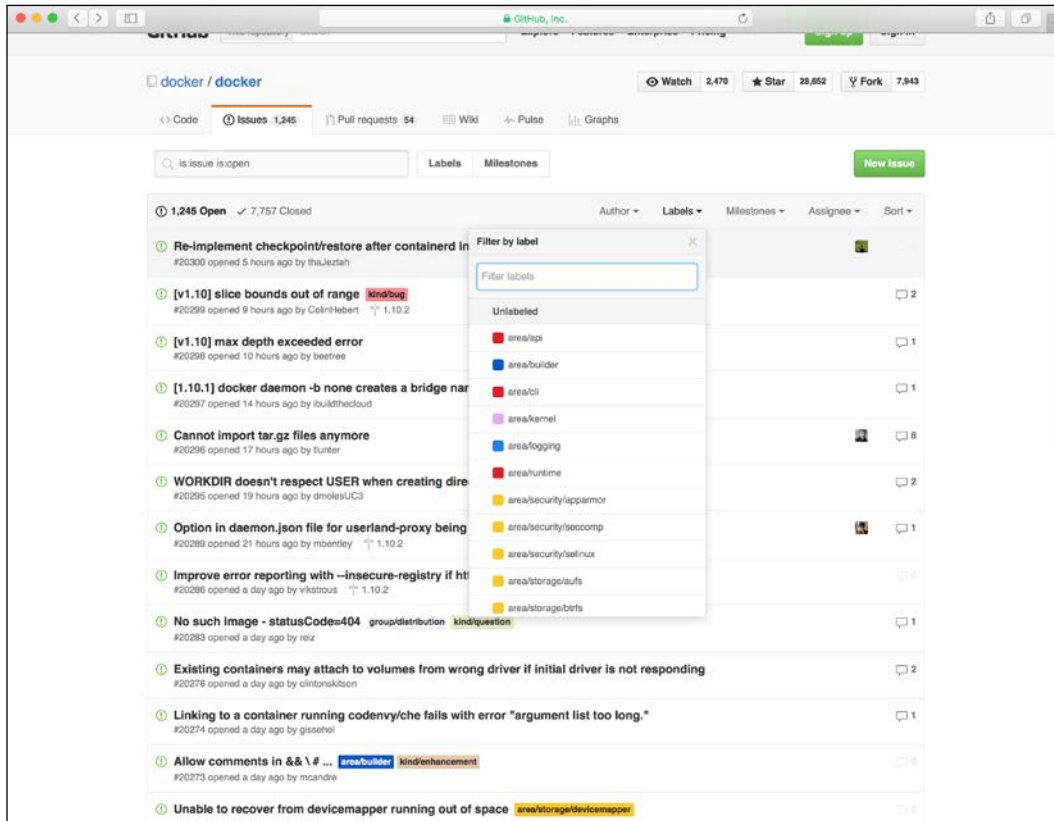 GitHub, Inc.
docker / docker
Watch 2,470 Star 28,652 Fork 7,943
Code Issues 1,245 Pull requests 54 Wiki Pulse Graphs
is:issue is:open Labels Milestones New issue
1,245 Open 7,757 Closed Author Labels Milestones Assignee Sort
Re-implement checkpoint/restore after containerd in
#20300 opened 5 hours ago by thaJeztah
Filter by label
Filter labels
Unlabeled
area/api
area/builder
area/cli
area/kernel
area/logging
area/runtime
area/security/apparmor
area/security/seccomp
area/security/selinux
area/storage/aufs
area/storage/btrfs
[v1.10] slice bounds out of range kind/bug 2
#20299 opened 9 hours ago by ColinHebert 1.10.2
[v1.10] max depth exceeded error 1
#20298 opened 10 hours ago by beetree
[1.10.1] docker daemon -b none creates a bridge nar 1
#20297 opened 14 hours ago by ibuildthecloud
Cannot import tar.gz files anymore 8
#20296 opened 17 hours ago by tiunter
WORKDIR doesn't respect USER when creating dire 2
#20295 opened 19 hours ago by dmolesUC3
Option in daemon.json file for userland-proxy being 1
#20289 opened 21 hours ago by mbentley 1.10.2
Improve error reporting with --insecure-registry if htt
#20286 opened a day ago by vikstrous 1.10.2
No such image - statusCode=404 group/distribution kind/question 1
#20283 opened a day ago by reiz
Existing containers may attach to volumes from wrong driver if initial driver is not responding 2
#20276 opened a day ago by clintonskitson
Linking to a container running codenvy/che fails with error "argument list too long." 1
#20274 opened a day ago by gissehel
Allow comments in && \ # ... area/builder kind/enhancement
#20273 opened a day ago by mcandre
Unable to recover from devicemapper running out of space area/storage/devicemapper